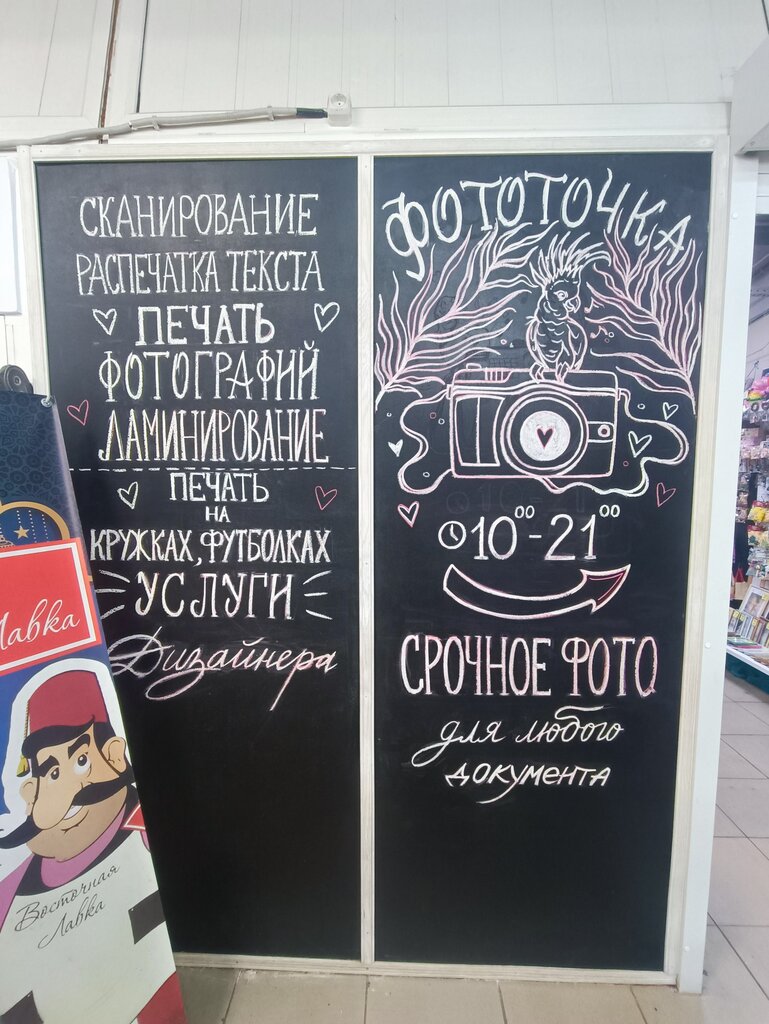 СКАНИРОВАНИЕ
РАСПЕЧАТКА ТЕКСТА
ПЕЧАТЬ
ФОТОГРАФИЙ
ЛАМИНИРОВАНИЕ
ПЕЧАТЬ
НА
КРУЖКАХ, ФУТБОЛКАХ
УСЛУГИ
Дизайнера
ФОТОТОЧКА
10⁰⁰-21⁰⁰
СРОЧНОЕ ФОТО
для любого
документа
Лавка
Восточная
Лавка